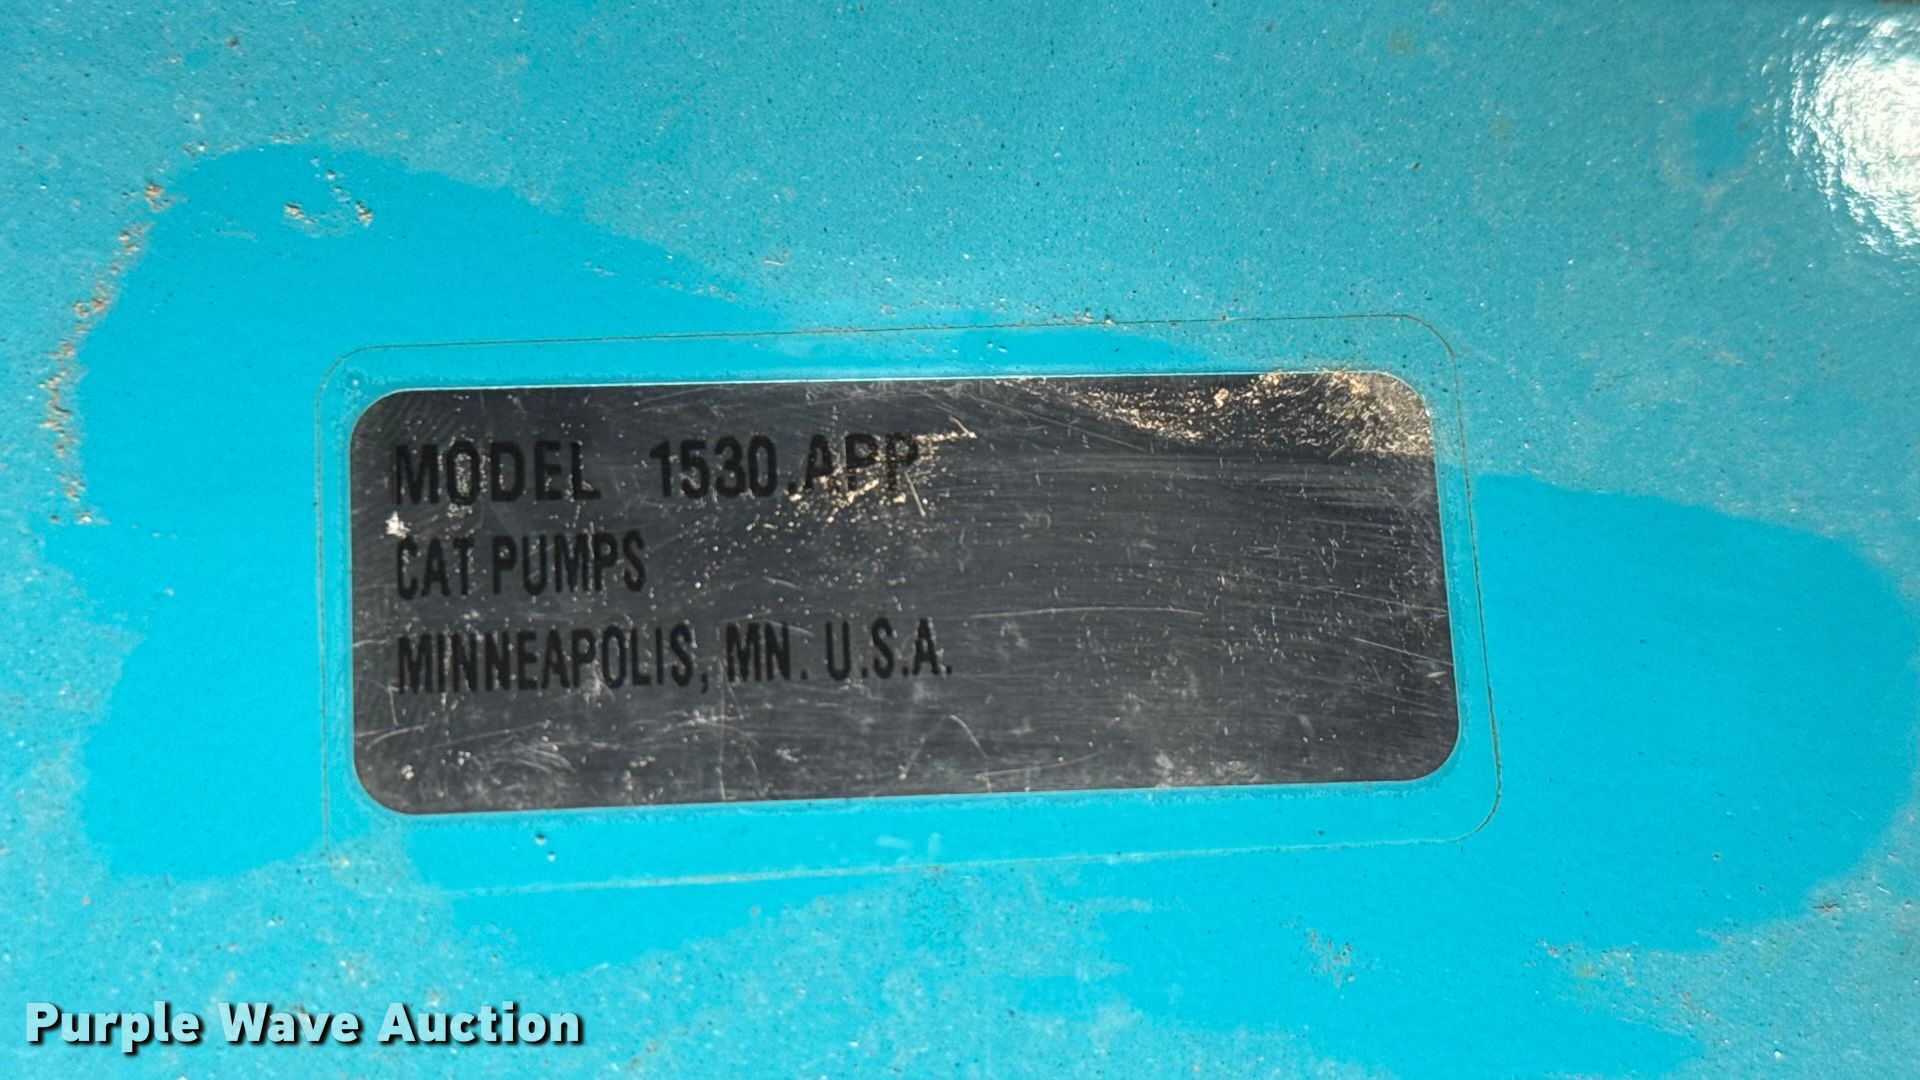 MODEL 1530.APP
CAT PUMPS
MINNEAPOLIS, MN. U.S.A.
Purple Wave Auction